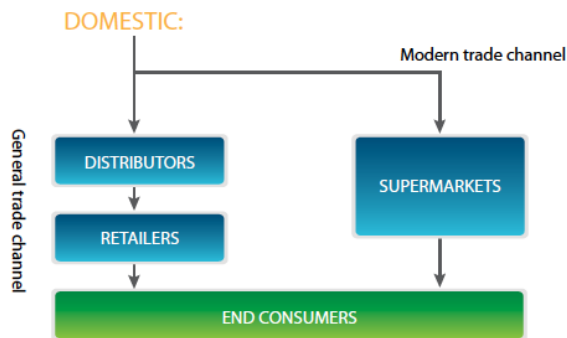 DOMESTIC:
Modern trade channel
General trade channel
DISTRIBUTORS
SUPERMARKETS
RETAILERS
END CONSUMERS